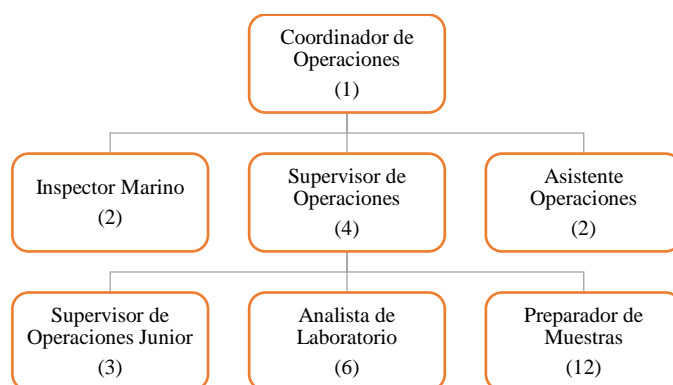 Coordinador de
Operaciones
(1)
Inspector Marino
(2)
Supervisor de
Operaciones
(4)
Asistente
Operaciones
(2)
Supervisor de
Operaciones Junior
(3)
Analista de
Laboratorio
(6)
Preparador de
Muestras
(12)